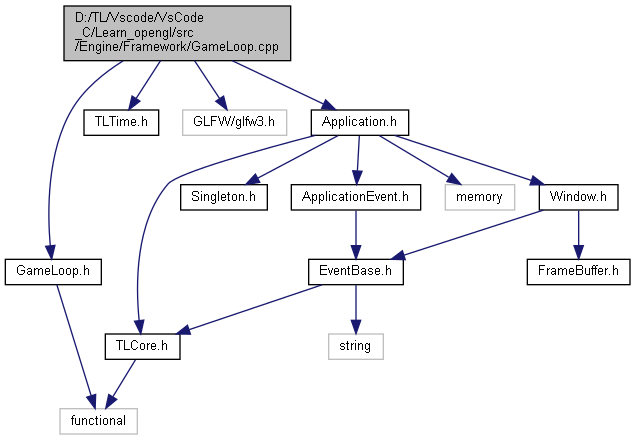 D:/TL/Vscode/VsCode
_C/Learn_opengl/src
/Engine/Framework/GameLoop.cpp
TLTime.h
GLFW/glfw3.h
Application.h
Singleton.h
ApplicationEvent.h
memory
Window.h
GameLoop.h
EventBase.h
FrameBuffer.h
TLCore.h
string
functional